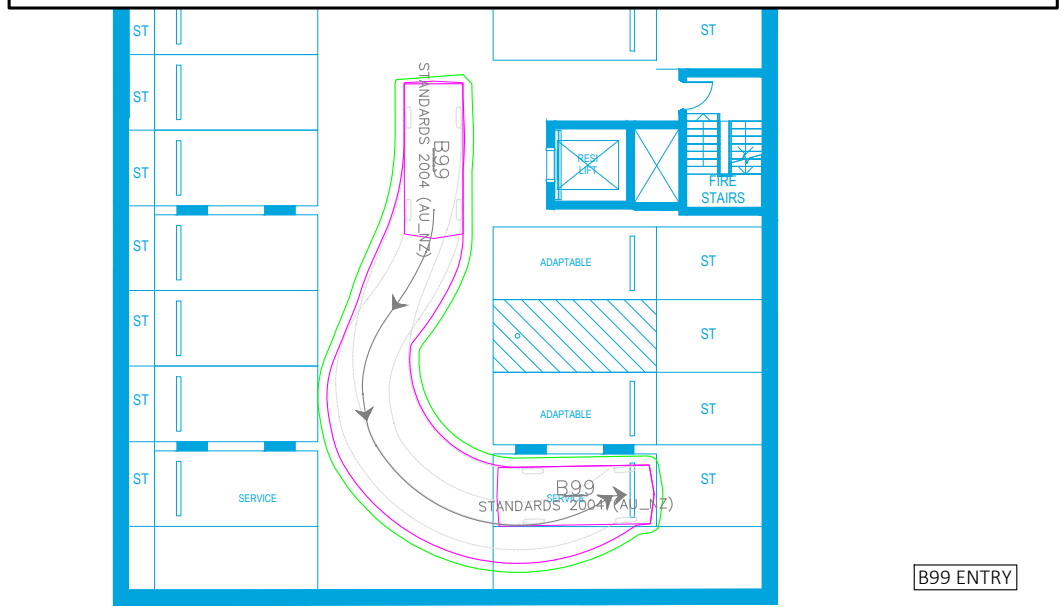 ST
ST
ST
ST
STANDARDS 2004 (AU_NZ)
B99
RESI
LIFT
ST
FIRE
STAIRS
ST
ADAPTABLE
ST
ST
ST
ST
ADAPTABLE
ST
ST
SERVICE
B99
SERVICE
STANDARDS 2004 (AU_NZ)
ST
B99 ENTRY